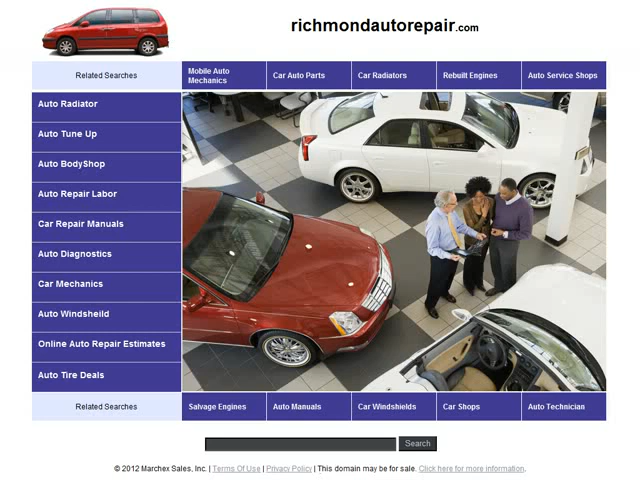 richmondautorepair.com
Related Searches
Mobile Auto
Mechanics
Car Auto Parts
Car Radiators
Rebuilt Engines
Auto Service Shops
Auto Radiator
Auto Tune Up
Auto BodyShop
Auto Repair Labor
Car Repair Manuals
Auto Diagnostics
Car Mechanics
Auto Windsheild
Online Auto Repair Estimates
Auto Tire Deals
Related Searches
Salvage Engines
Auto Manuals
Car Windshields
Car Shops
Auto Technician
Search
© 2012 Marchex Sales, Inc. | Terms Of Use | Privacy Policy | This domain may be for sale. Click here for more information.